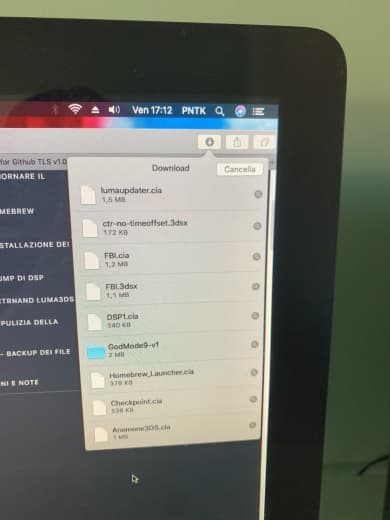 Ven 17:12 PNTK
for Github TLS v1.0
IORNARE IL
MEBREW
STALLAZIONE DEI
UMP DI DSP
CTRNAND LUMA3DS
PULIZIA DELLA
- BACKUP DEI FILE
NI E NOTE
Download
Cancella
lumaupdater.cia
1,5 MB
ctr-no-timeoffset.3dsx
172 KB
FBI.cia
1,2 MB
FBI.3dsx
1,1 MB
DSP1.cia
240 KB
GodMode9-v1
2 MB
Homebrew_Launcher.cia
378 KB
Checkpoint.cia
536 KB
Anemone3DS.cia
1 MB